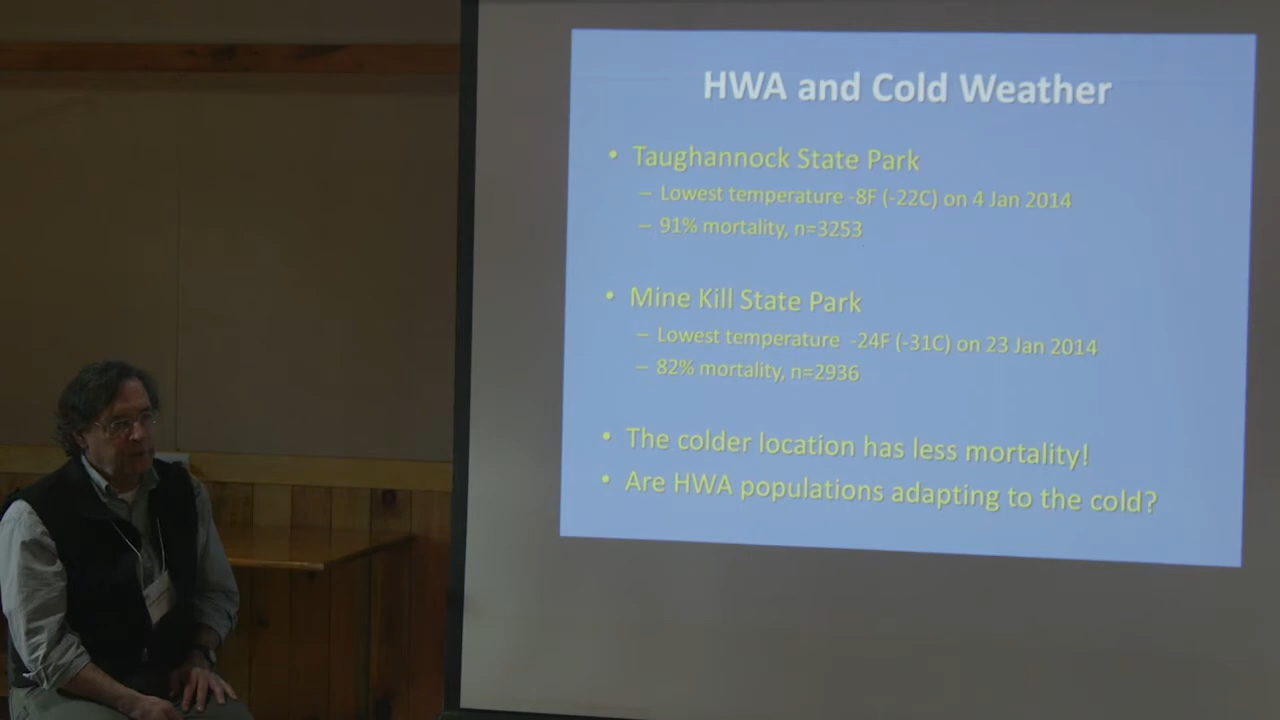 HWA and Cold Weather
• Taughannock State Park
– Lowest temperature -8F (-22C) on 4 Jan 2014
– 91% mortality, n=3253
• Mine Kill State Park
– Lowest temperature -24F (-31C) on 23 Jan 2014
– 82% mortality, n=2936
• The colder location has less mortality!
• Are HWA populations adapting to the cold?